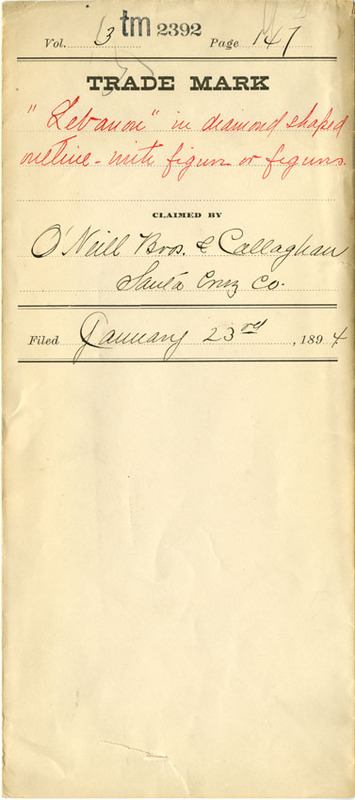 Vol. 3 tm 2392 Page 147
TRADE MARK
"Lebanon" in diamond shaped
outline - with figure or figures.
CLAIMED BY
O'Neill Bros. & Callaghan
Santa Cruz Co.
Filed January 23rd, 1894